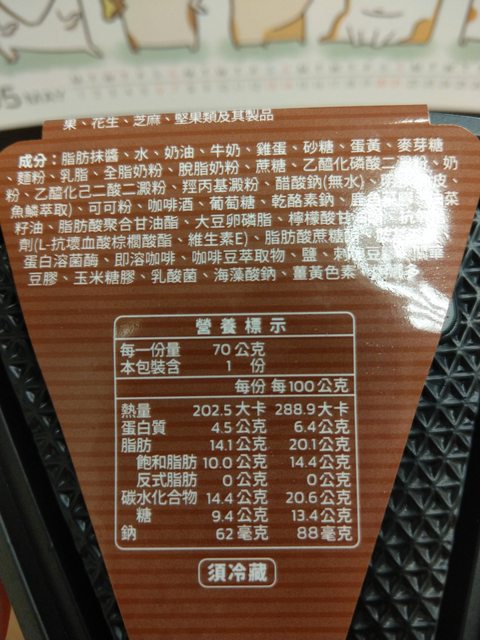 5 MAY
果、花生、芝麻、堅果類及其製品
成分：脂肪抹醬、水、奶油、牛奶、雞蛋、砂糖、蛋黃、麥芽糖
、麵粉、乳脂、全脂奶粉、脫脂奶粉、蔗糖、乙醯化磷酸二澱粉、奶
粉、乙醯化己二酸二澱粉、羥丙基澱粉、醋酸鈉(無水)、
魚鱗萃取)、可可粉、咖啡酒、葡萄糖、乾酪素鈉、菜
籽油、脂肪酸聚合甘油酯、大豆卵磷脂、檸檬酸甘
劑(L-抗壞血酸棕櫚酸酯、維生素E)、脂肪酸蔗糖
蛋白溶菌酶、即溶咖啡、咖啡豆萃取物、鹽、刺
豆膠、玉米糖膠、乳酸菌、海藻酸鈉、薑黃色素、
營養標示
每一份量 70公克
本包裝含 1 份
每份 每100公克
熱量 202.5大卡 288.9大卡
蛋白質 4.5公克 6.4公克
脂肪 14.1公克 20.1公克
飽和脂肪 10.0公克 14.4公克
反式脂肪 0公克 0公克
碳水化合物 14.4公克 20.6公克
糖 9.4公克 13.4公克
鈉 62毫克 88毫克
須冷藏